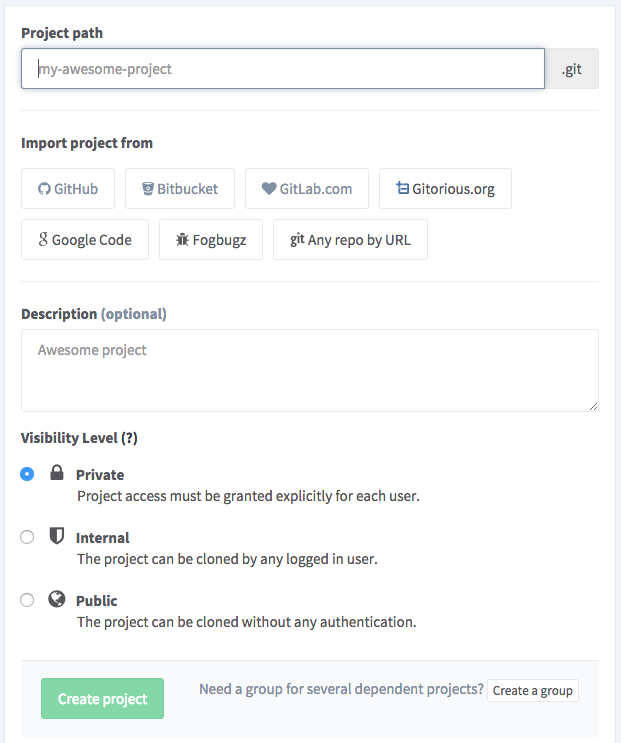 Project path
my-awesome-project .git
Import project from
GitHub Bitbucket GitLab.com Gitorious.org
Google Code Fogbugz git Any repo by URL
Description (optional)
Awesome project
Visibility Level (?)
Private
Project access must be granted explicitly for each user.
Internal
The project can be cloned by any logged in user.
Public
The project can be cloned without any authentication.
Create project Need a group for several dependent projects? Create a group